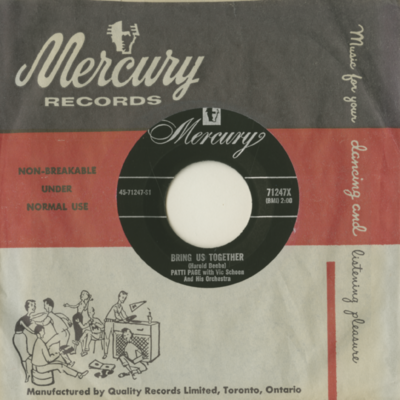 Mercury
RECORDS
NON-BREAKABLE
UNDER
NORMAL USE
Music for your dancing and listening pleasure
Mercury
45-71247-S1
71247X
(BMI) 2:08
BRING US TOGETHER
(Harold Dorbs)
PATTI PAGE with Vic Schoen
And His Orchestra
Manufactured by Quality Records Limited, Toronto, Ontario